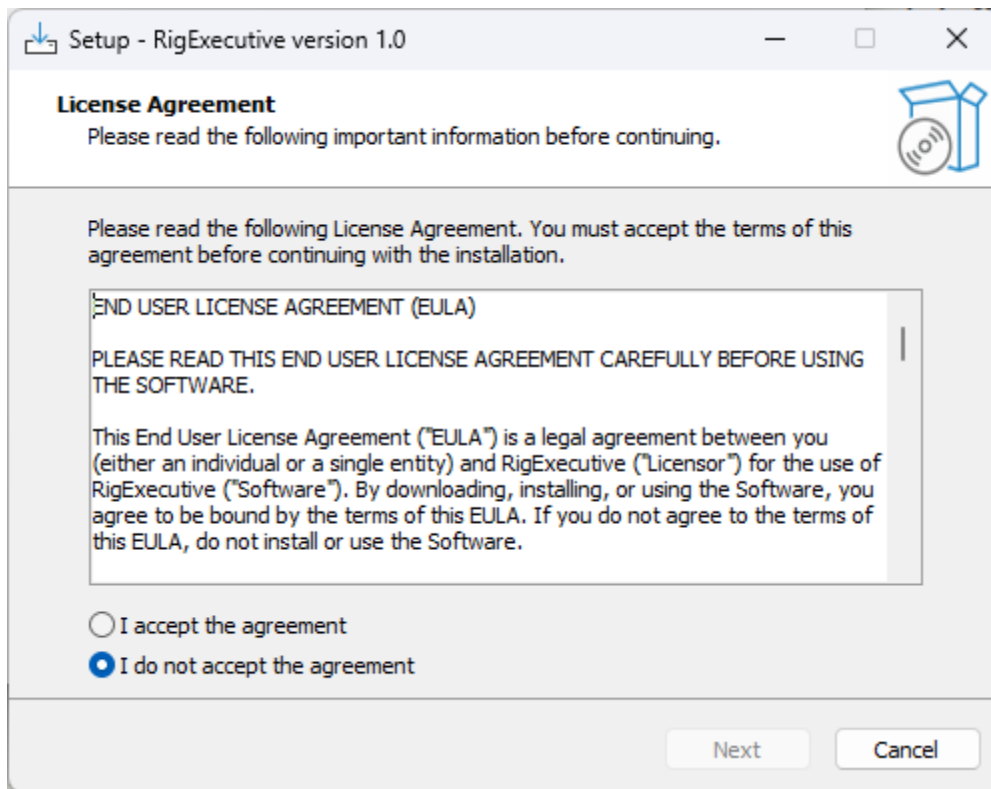 Setup - RigExecutive version 1.0
License Agreement
Please read the following important information before continuing.
Please read the following License Agreement. You must accept the terms of this
agreement before continuing with the installation.
END USER LICENSE AGREEMENT (EULA)
PLEASE READ THIS END USER LICENSE AGREEMENT CAREFULLY BEFORE USING
THE SOFTWARE.
This End User License Agreement ("EULA") is a legal agreement between you
(either an individual or a single entity) and RigExecutive ("Licensor") for the use of
RigExecutive ("Software"). By downloading, installing, or using the Software, you
agree to be bound by the terms of this EULA. If you do not agree to the terms of
this EULA, do not install or use the Software.
I accept the agreement
I do not accept the agreement
Next
Cancel